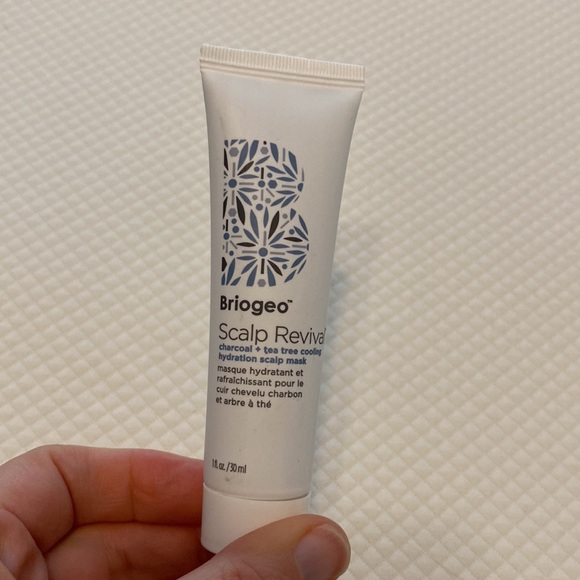 B
Briogeo™
Scalp Revival
charcoal + tea tree cooling
hydration scalp mask
masque hydratant et
rafraîchissant pour le
cuir chevelu charbon
et arbre à thé
1 fl. oz. / 30 ml